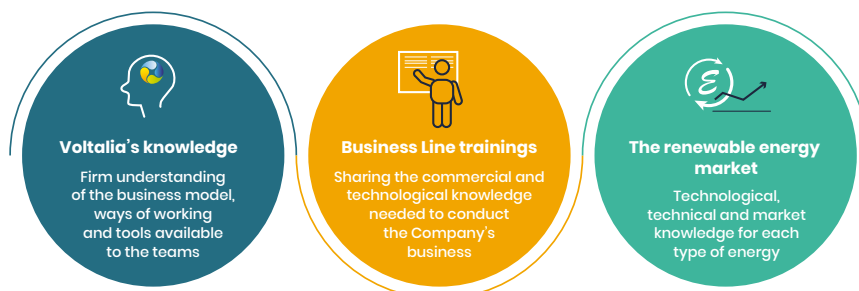 Voltalia's knowledge
Firm understanding
of the business model,
ways of working
and tools available
to the teams
Business Line trainings
Sharing the commercial and
technological knowledge
needed to conduct
the Company's
business
The renewable energy
market
Technological,
technical and market
knowledge for each
type of energy